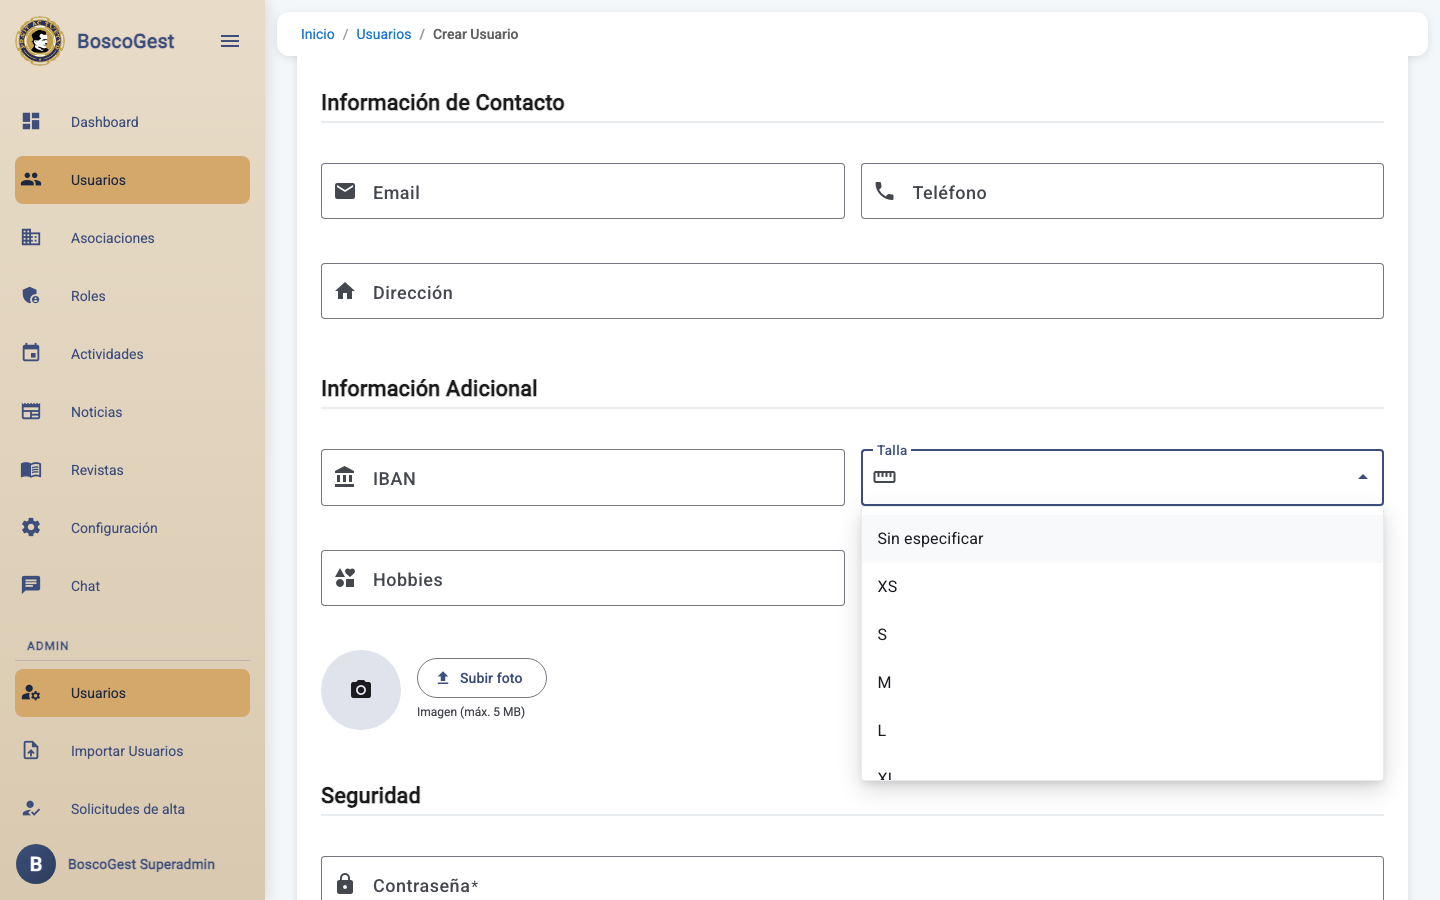 BoscoGest
Inicio / Usuarios / Crear Usuario
Dashboard
Usuarios
Asociaciones
Roles
Actividades
Noticias
Revistas
Configuración
Chat
ADMIN
Usuarios
Importar Usuarios
Solicitudes de alta
B BoscoGest Superadmin
Información de Contacto
Email
Teléfono
Dirección
Información Adicional
IBAN
Talla
Sin especificar
XS
S
M
L
XL
Hobbies
Subir foto
Imagen (máx. 5 MB)
Seguridad
Contraseña*